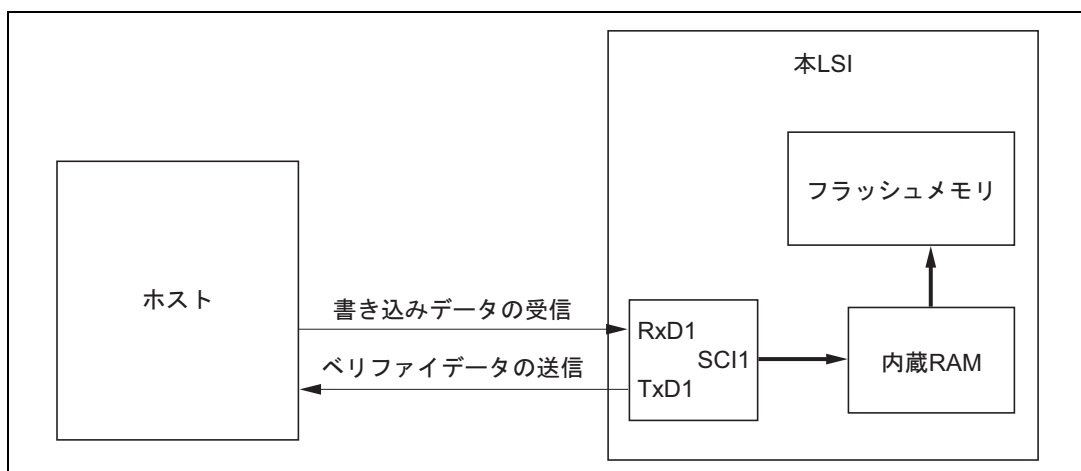 本LSI
フラッシュメモリ
ホスト
書き込みデータの受信
ベリファイデータの送信
RxD1
SCI1
TxD1
内蔵RAM